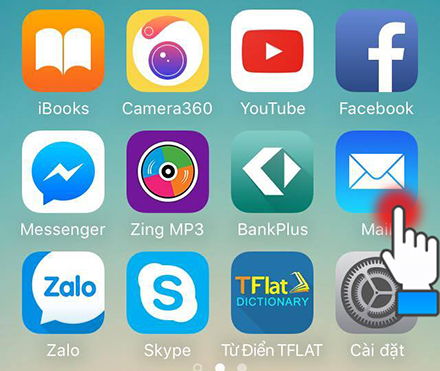 iBooks
Camera360
YouTube
Facebook
Messenger
Zing MP3
BankPlus
Mail
Zalo
TFlat
DICTIONARY
Zalo
Skype
Từ Điển TFLAT
Cài đặt